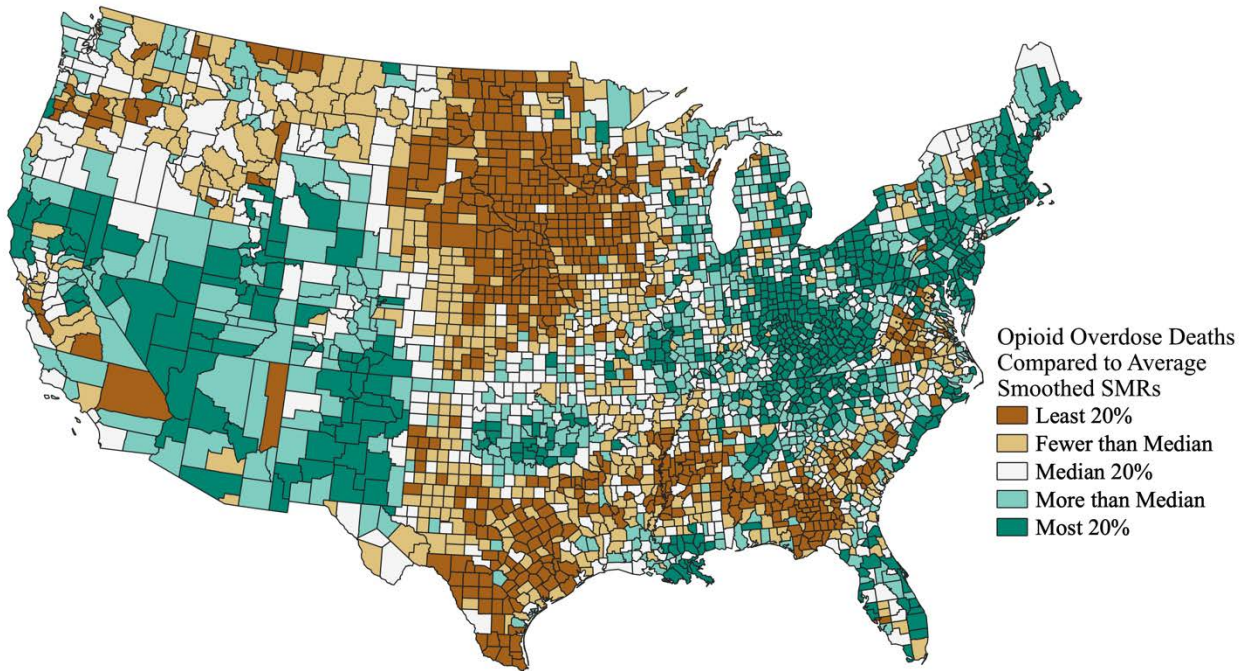 Opioid Overdose Deaths
Compared to Average
Smoothed SMRs
Least 20%
Fewer than Median
Median 20%
More than Median
Most 20%